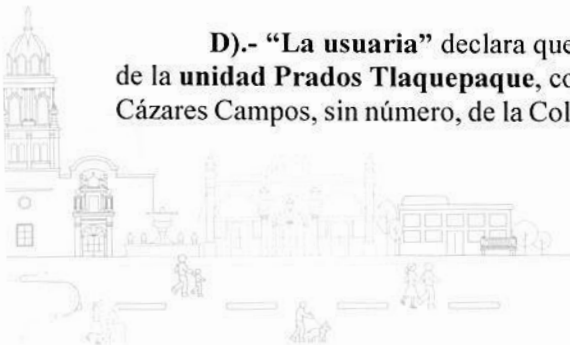 D).- “La usuaria” declara que
de la unidad Prados Tlaquepaque, co
Cázares Campos, sin número, de la Col